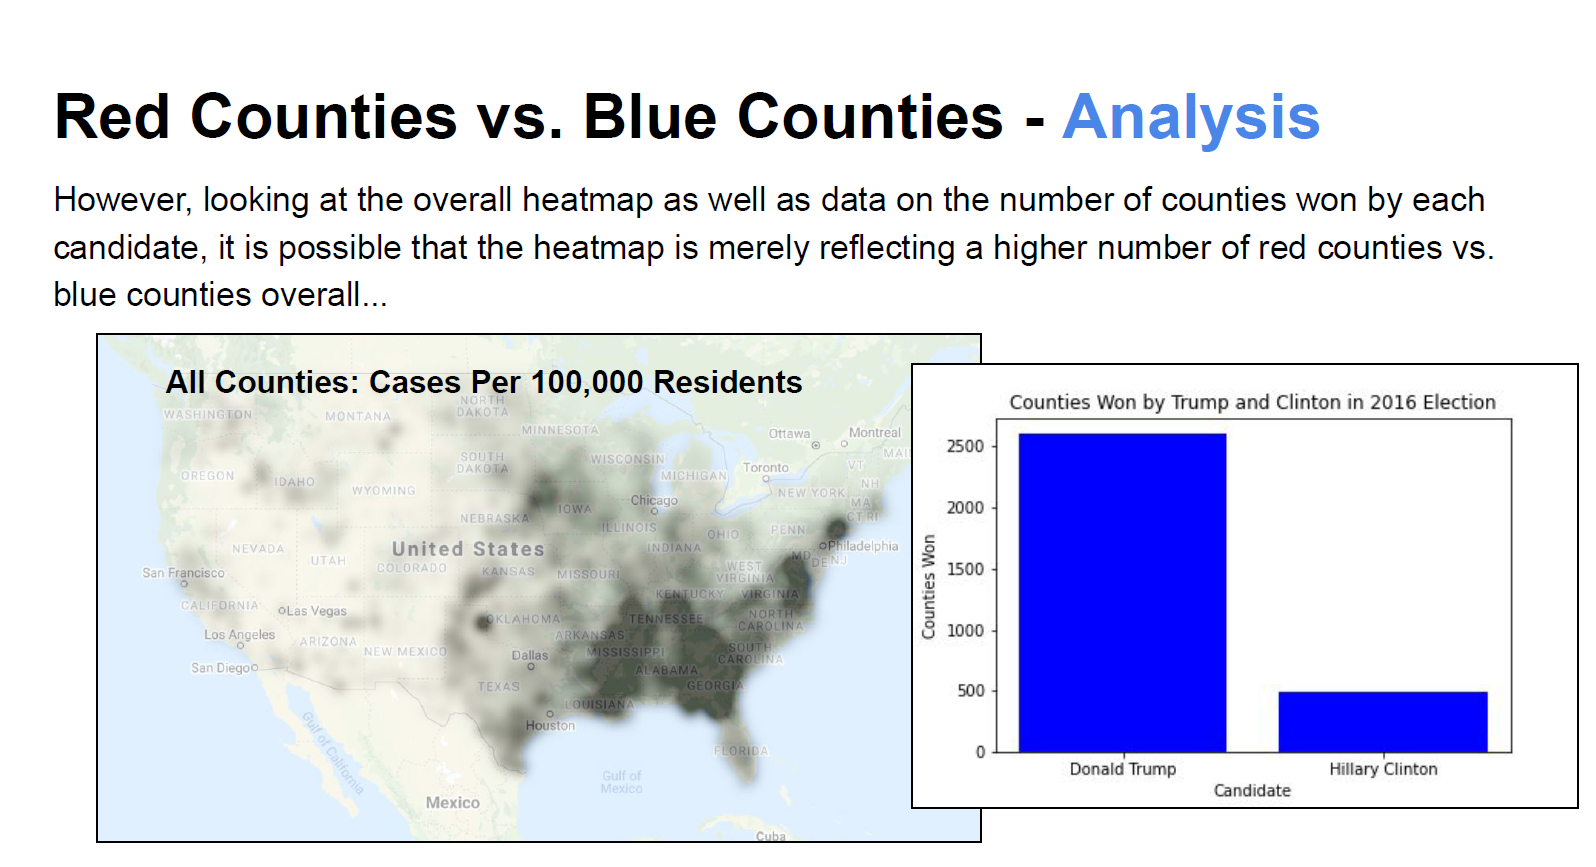 Red Counties vs. Blue Counties - Analysis
However, looking at the overall heatmap as well as data on the number of counties won by each
candidate, it is possible that the heatmap is merely reflecting a higher number of red counties vs.
blue counties overall...
All Counties: Cases Per 100,000 Residents
WASHINGTON
MONTANA
NORTH
DAKOTA
MINNESOTA
Ottawa
Montreal
OREGON
IDAHO
WYOMING
SOUTH
DAKOTA
WISCONSIN
MICHIGAN
Toronto
VT
MAI
NH
NEW YORK
MA
CT RI
Chicago
NEBRASKA
IOWA
ILLINOIS
INDIANA
OHIO
PENN
Philadelphia
MD
DE NJ
NEVADA
UTAH
United States
COLORADO
KANSAS
MISSOURI
WEST
VIRGINIA
KENTUCKY
VIRGINIA
San Francisco
CALIFORNIA
Las Vegas
Los Angeles
ARIZONA
NEW MEXICO
San Diego
OKLAHOMA
ARKANSAS
TENNESSEE
NORTH
CAROLINA
MISSISSIPPI
SOUTH
CAROLINA
Dallas
ALABAMA
GEORGIA
TEXAS
LOUISIANA
Houston
FLORIDA
Gulf of California
Gulf of
Mexico
Mexico
Cuba
Counties Won by Trump and Clinton in 2016 Election
Counties Won
2500
2000
1500
1000
500
0
Donald Trump
Hillary Clinton
Candidate